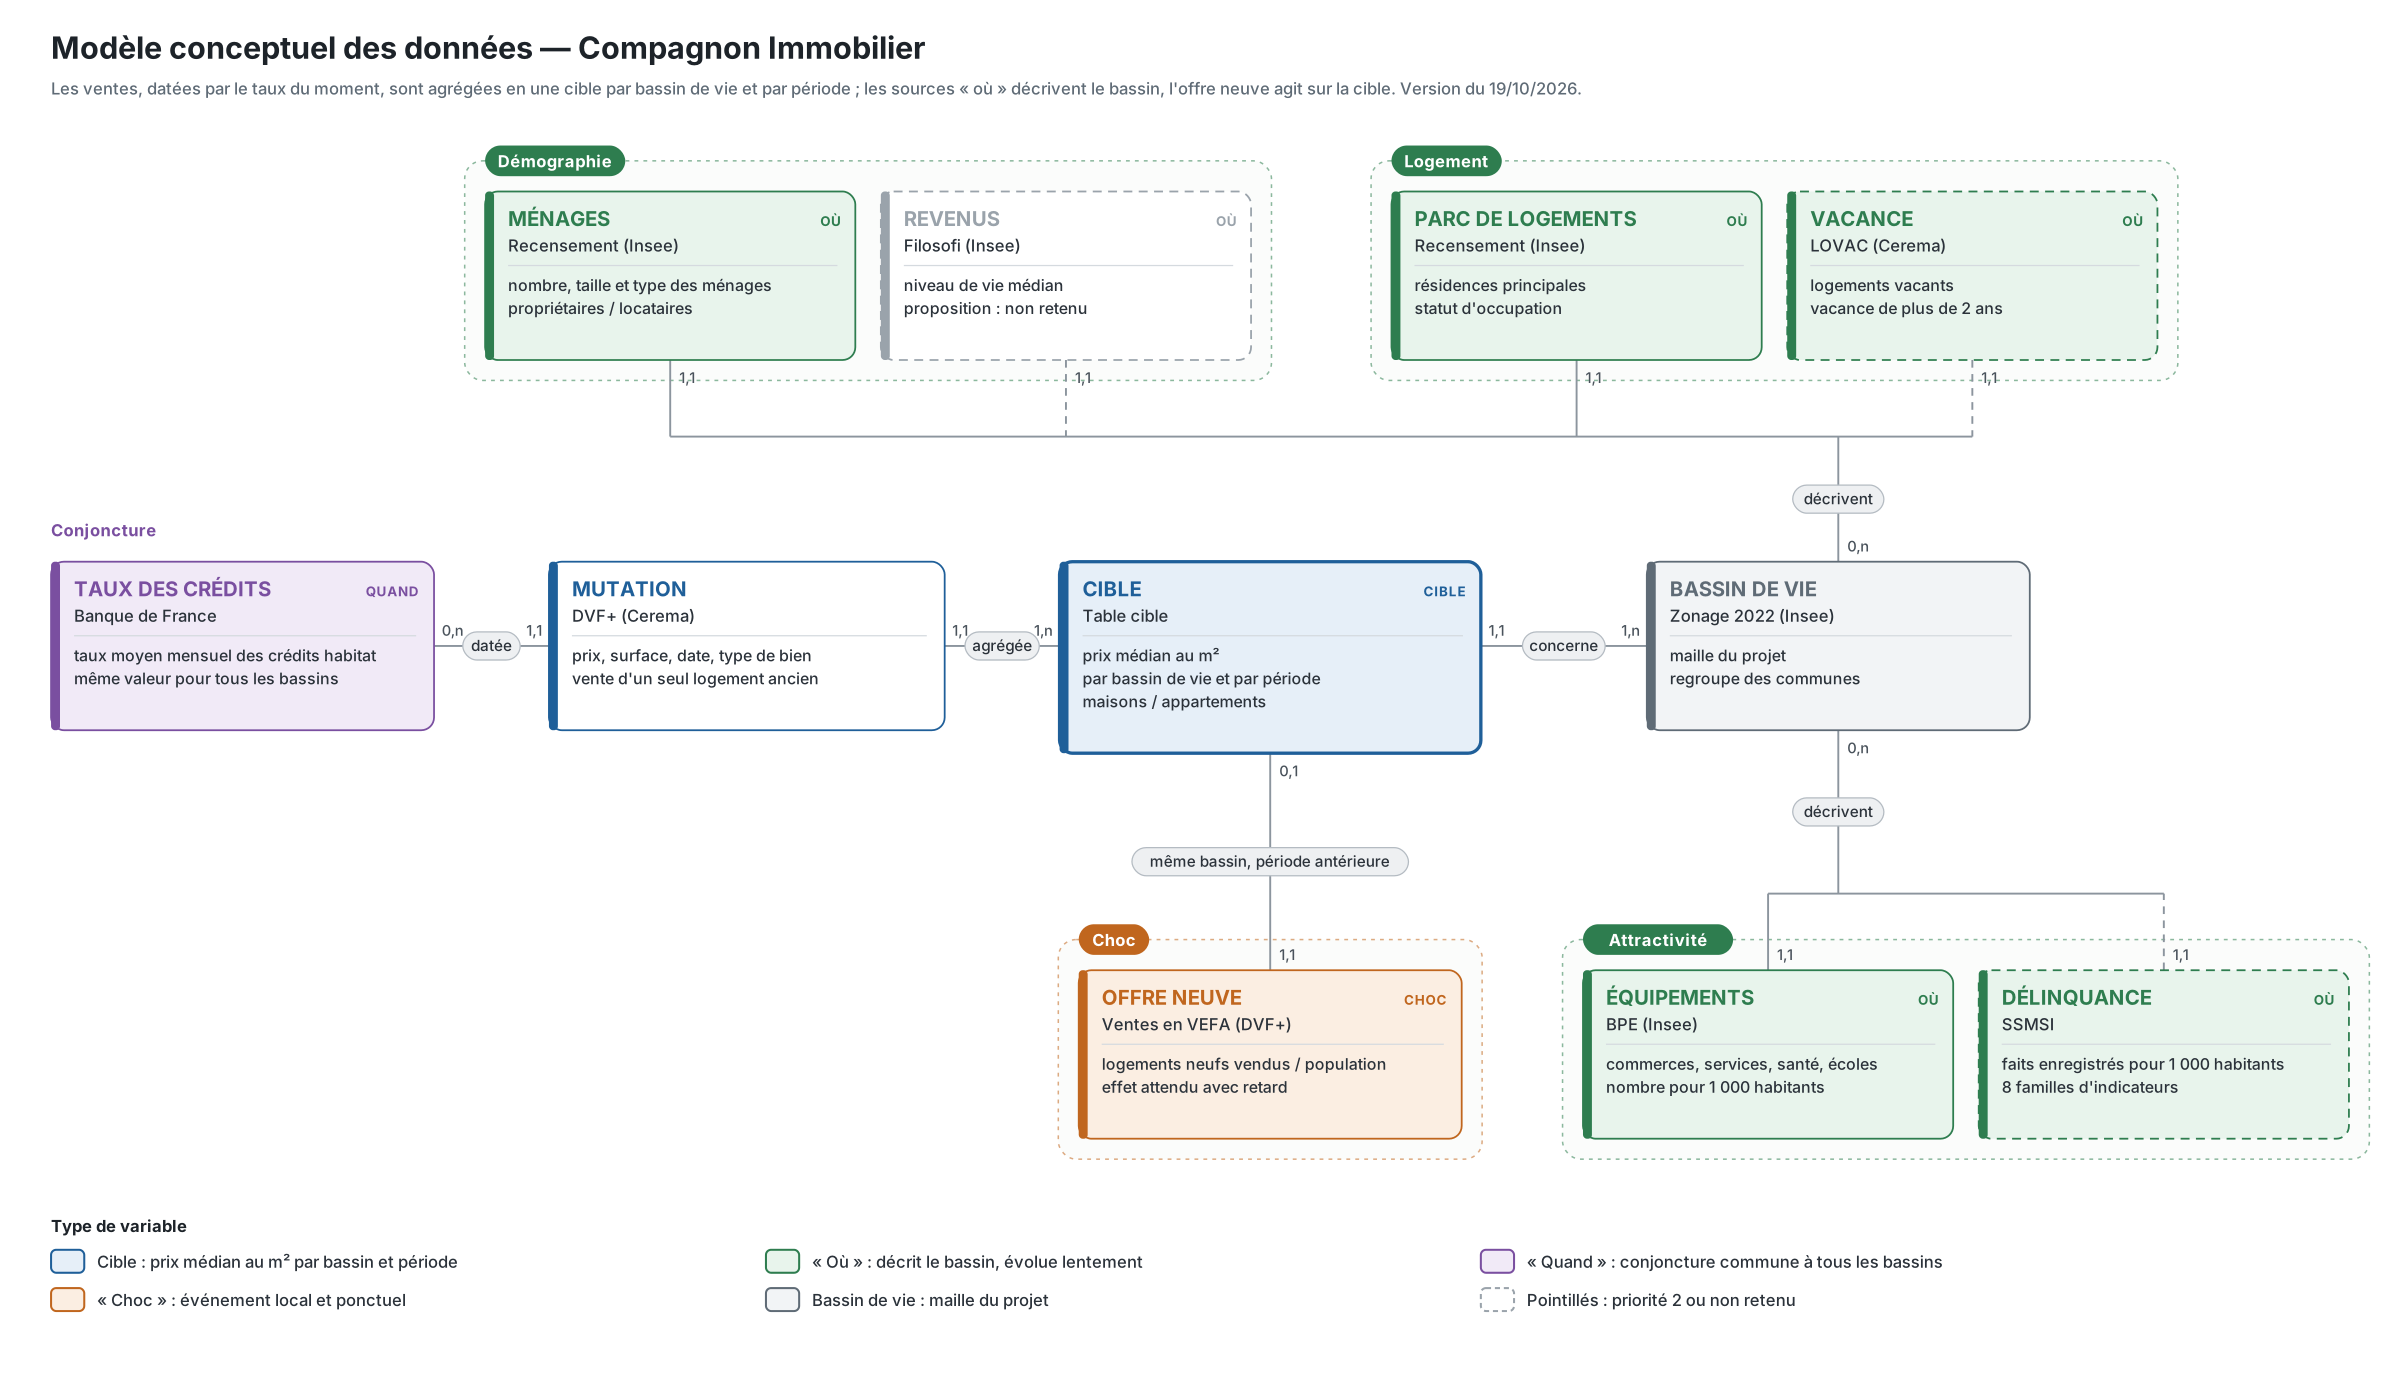 Modèle conceptuel des données — Compagnon Immobilier
Les ventes, datées par le taux du moment, sont agrégées en une cible par bassin de vie et par période ; les sources « où » décrivent le bassin, l'offre neuve agit sur la cible. Version du 19/10/2026.
Démographie
MÉNAGES OÙ
Recensement (Insee)
nombre, taille et type des ménages
propriétaires / locataires
1,1
REVENUS OÙ
Filosofi (Insee)
niveau de vie médian
proposition : non retenu
1,1
Logement
PARC DE LOGEMENTS OÙ
Recensement (Insee)
résidences principales
statut d'occupation
1,1
VACANCE OÙ
LOVAC (Cerema)
logements vacants
vacance de plus de 2 ans
1,1
décrivent
0,n
Conjoncture
TAUX DES CRÉDITS QUAND
Banque de France
taux moyen mensuel des crédits habitat
même valeur pour tous les bassins
0,n datée 1,1
MUTATION
DVF+ (Cerema)
prix, surface, date, type de bien
vente d'un seul logement ancien
1,1 agrégée 1,n
CIBLE CIBLE
Table cible
prix médian au m²
par bassin de vie et par période
maisons / appartements
1,1 concerne 1,n
BASSIN DE VIE
Zonage 2022 (Insee)
maille du projet
regroupe des communes
0,1
même bassin, période antérieure
1,1
0,n
décrivent
Choc
OFFRE NEUVE CHOC
Ventes en VEFA (DVF+)
logements neufs vendus / population
effet attendu avec retard
Attractivité
1,1
ÉQUIPEMENTS OÙ
BPE (Insee)
commerces, services, santé, écoles
nombre pour 1 000 habitants
1,1
DÉLINQUANCE OÙ
SSMSI
faits enregistrés pour 1 000 habitants
8 familles d'indicateurs
Type de variable
Cible : prix médian au m² par bassin et période
« Où » : décrit le bassin, évolue lentement
« Quand » : conjoncture commune à tous les bassins
« Choc » : événement local et ponctuel
Bassin de vie : maille du projet
Pointillés : priorité 2 ou non retenu